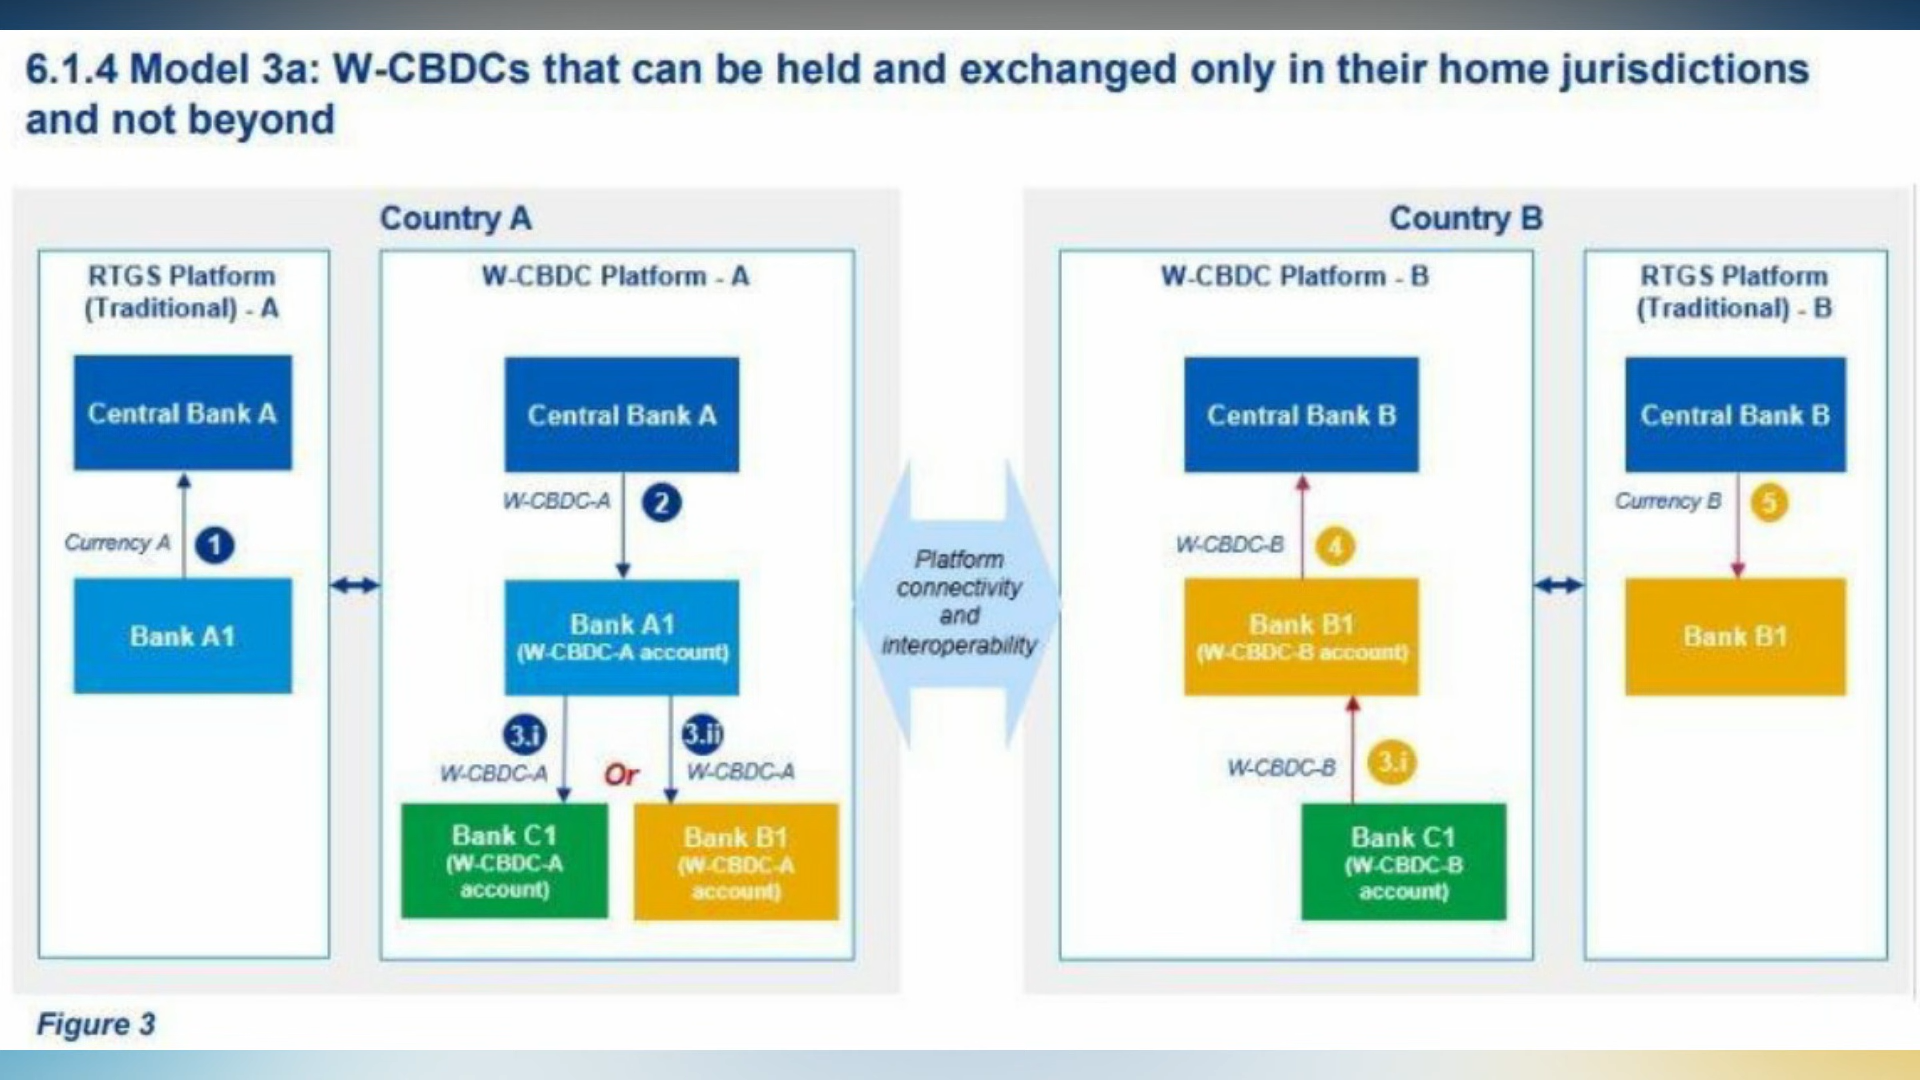 6.1.4 Model 3a: W-CBDCs that can be held and exchanged only in their home jurisdictions
and not beyond
Country A
RTGS Platform
(Traditional) - A
Central Bank A
Currency A
1
Bank A1
W-CBDC Platform - A
Central Bank A
W-CBDC-A
2
Bank A1
(W-CBDC-A account)
3.i
W-CBDC-A
Or
3.ii
W-CBDC-A
Bank C1
(W-CBDC-A
account)
Bank B1
(W-CBDC-A
account)
Platform
connectivity
and
interoperability
Country B
W-CBDC Platform - B
Central Bank B
W-CBDC-B
4
Bank B1
(W-CBDC-B account)
W-CBDC-B
3.i
Bank C1
(W-CBDC-B
account)
RTGS Platform
(Traditional) - B
Central Bank B
Currency B
5
Bank B1
Figure 3